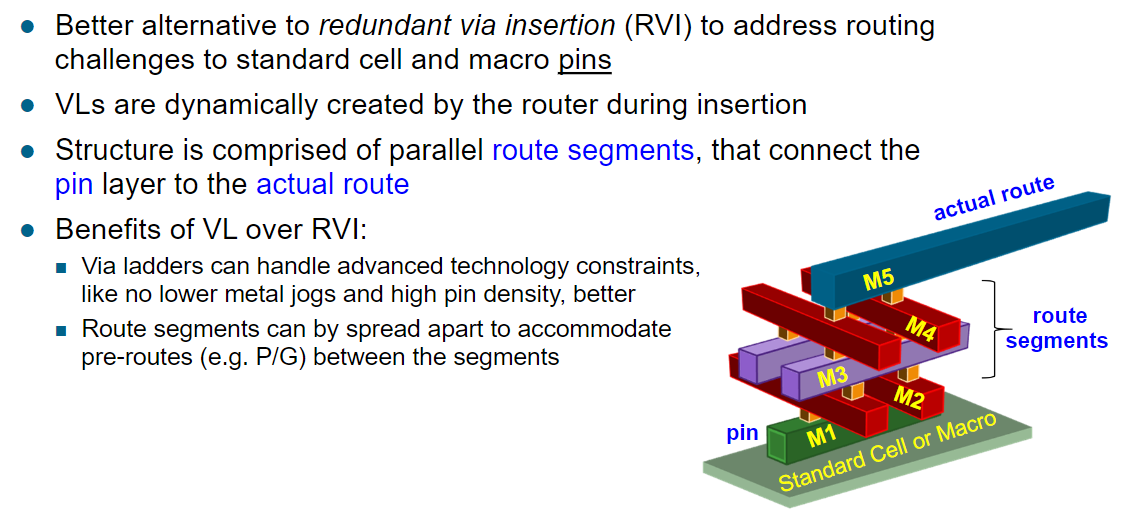 Better alternative to redundant via insertion (RVI) to address routing
challenges to standard cell and macro pins
VLs are dynamically created by the router during insertion
Structure is comprised of parallel route segments, that connect the
pin layer to the actual route
Benefits of VL over RVI:
Via ladders can handle advanced technology constraints,
like no lower metal jogs and high pin density, better
Route segments can by spread apart to accommodate
pre-routes (e.g. P/G) between the segments
actual route
M5
M4
route
segments
M3
M2
pin
M1
Standard Cell or Macro